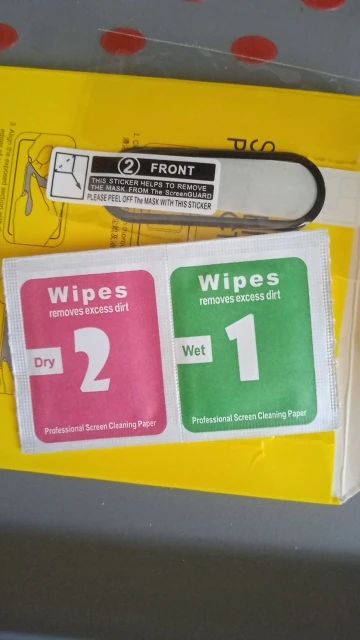 ② FRONT
THIS STICKER HELPS TO REMOVE
THE MASK FROM The ScreenGUARD
PLEASE PEEL OFF The MASK WITH THIS STICKER
Wipes
removes excess dirt
Dry
2
Professional Screen Cleaning Paper
Wipes
removes excess dirt
Wet
1
Professional Screen Cleaning Paper